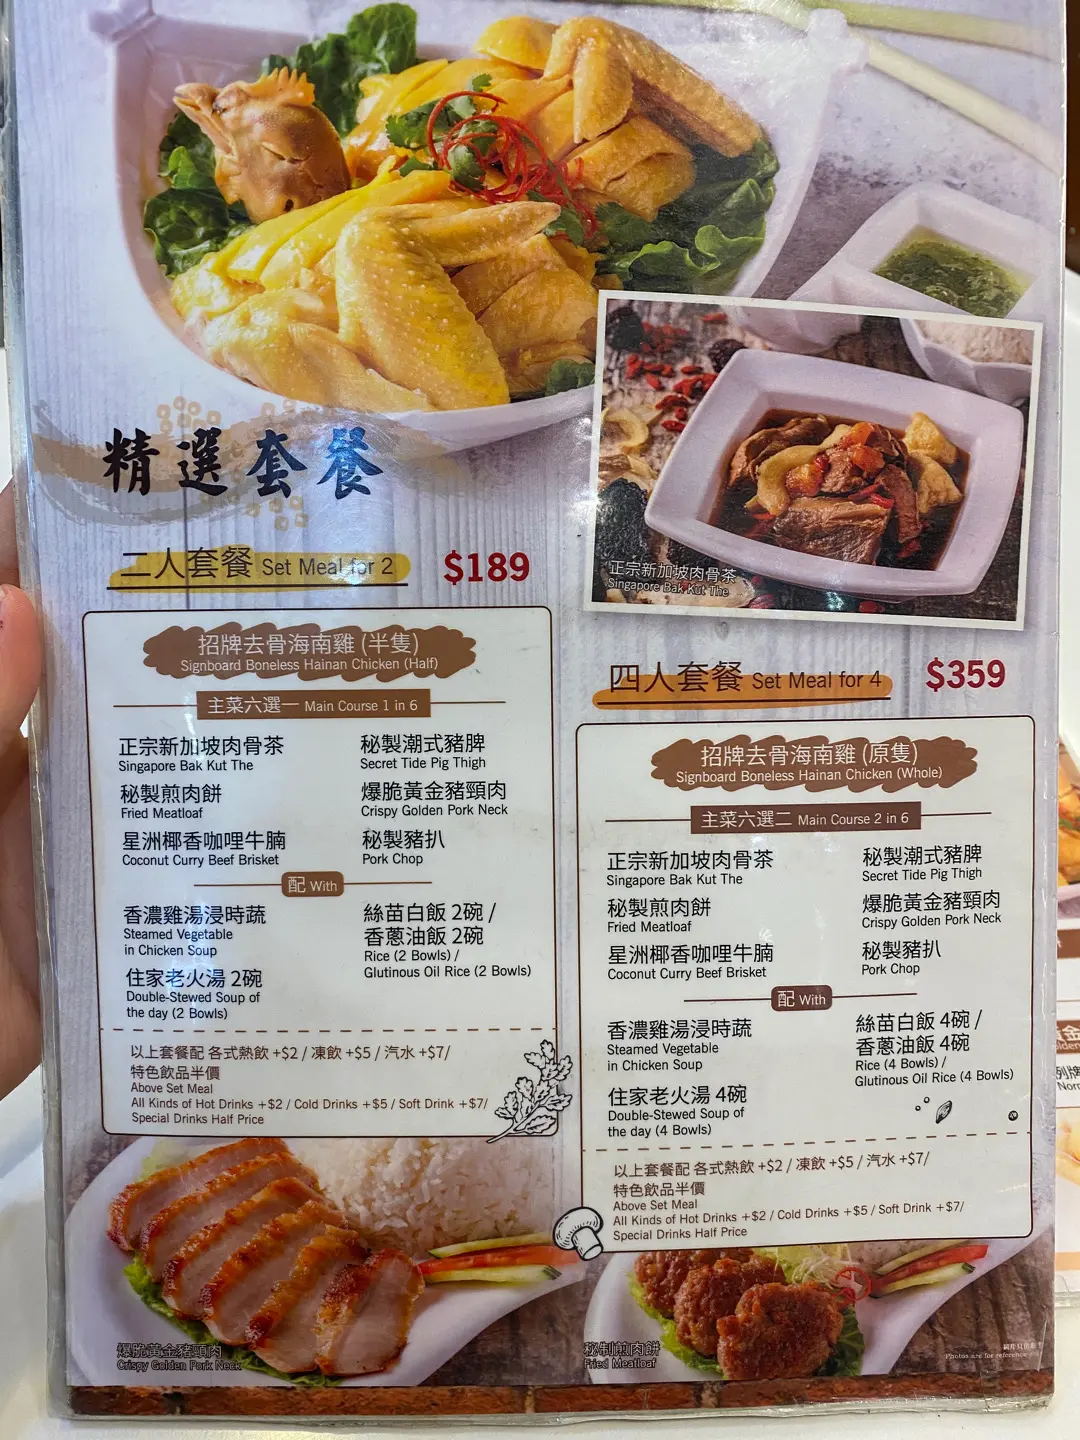 精選套餐
正宗新加坡肉骨茶
Singapore Bak Kut The
二人套餐 Set Meal for 2 $189
招牌去骨海南雞 (半隻)
Signboard Boneless Hainan Chicken (Half)
主菜六選一 Main Course 1 in 6
正宗新加坡肉骨茶
Singapore Bak Kut The
秘製煎肉餅
Fried Meatloaf
星洲椰香咖哩牛腩
Coconut Curry Beef Brisket
秘製潮式豬脾
Secret Tide Pig Thigh
爆脆黃金豬頸肉
Crispy Golden Pork Neck
秘製豬扒
Pork Chop
配 With
香濃雞湯浸時蔬
Steamed Vegetable
in Chicken Soup
住家老火湯 2碗
Double-Stewed Soup of
the day (2 Bowls)
絲苗白飯 2碗 /
香蔥油飯 2碗
Rice (2 Bowls) /
Glutinous Oil Rice (2 Bowls)
以上套餐配 各式熱飲 +$2 / 凍飲 +$5 / 汽水 +$7/
特色飲品半價
Above Set Meal
All Kinds of Hot Drinks +$2 / Cold Drinks +$5 / Soft Drink +$7/
Special Drinks Half Price
四人套餐 Set Meal for 4 $359
招牌去骨海南雞 (原隻)
Signboard Boneless Hainan Chicken (Whole)
主菜六選二 Main Course 2 in 6
正宗新加坡肉骨茶
Singapore Bak Kut The
秘製煎肉餅
Fried Meatloaf
星洲椰香咖哩牛腩
Coconut Curry Beef Brisket
秘製潮式豬脾
Secret Tide Pig Thigh
爆脆黃金豬頸肉
Crispy Golden Pork Neck
秘製豬扒
Pork Chop
配 With
香濃雞湯浸時蔬
Steamed Vegetable
in Chicken Soup
住家老火湯 4碗
Double-Stewed Soup of
the day (4 Bowls)
絲苗白飯 4碗 /
香蔥油飯 4碗
Rice (4 Bowls) /
Glutinous Oil Rice (4 Bowls)
以上套餐配 各式熱飲 +$2 / 凍飲 +$5 / 汽水 +$7/
特色飲品半價
Above Set Meal
All Kinds of Hot Drinks +$2 / Cold Drinks +$5 / Soft Drink +$7/
Special Drinks Half Price
爆脆黃金豬頸肉
Crispy Golden Pork Neck
秘制煎肉餅
Fried Meatloaf
Photos are for reference